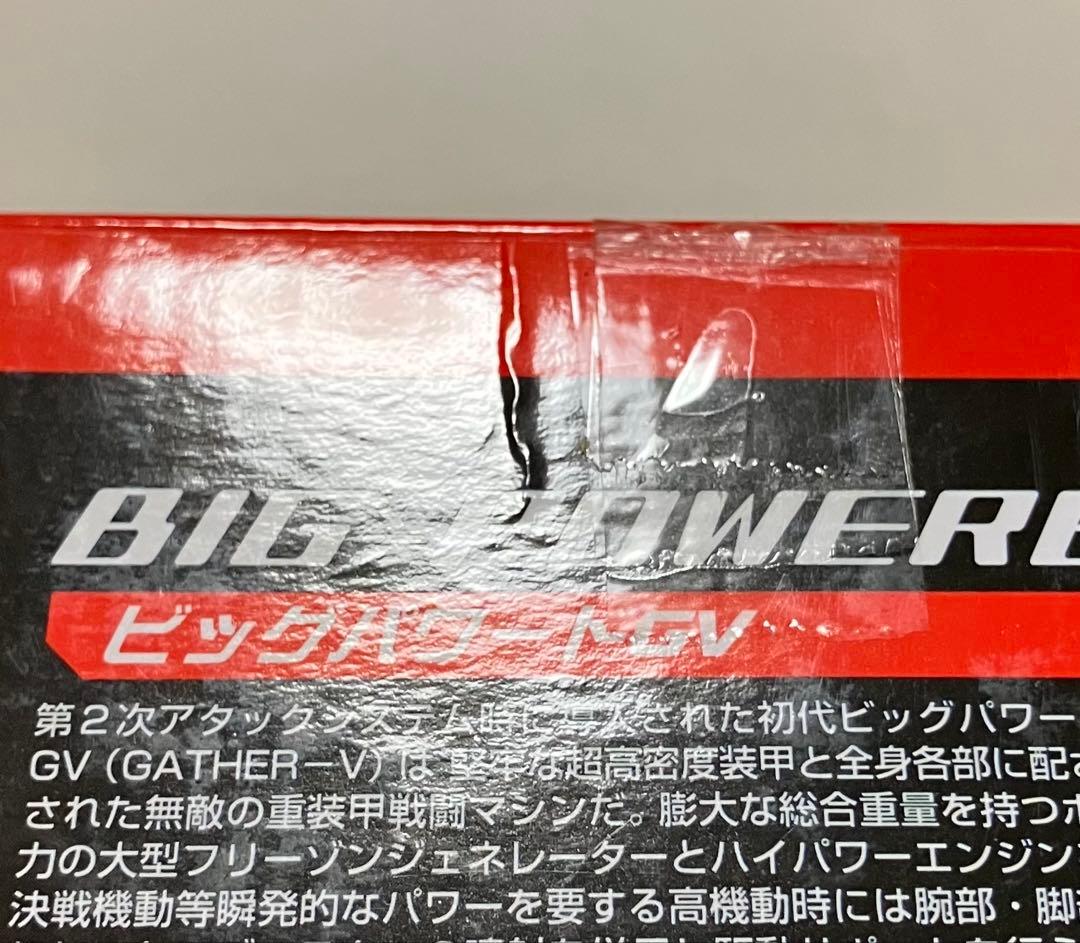 BIG POWERE
ビッグパワードGV
第2次アタックシステム時に導入された初代ビッグパワー
GV（GATHER−V）は 堅牢な超高密度装甲と全身各部に配
された無敵の重装甲戦闘マシンだ。膨大な総合重量を持つボ
力の大型フリーゾンジェネレーターとハイパワーエンジン
決戦機動等瞬発的なパワーを要する高機動時には腕部・脚